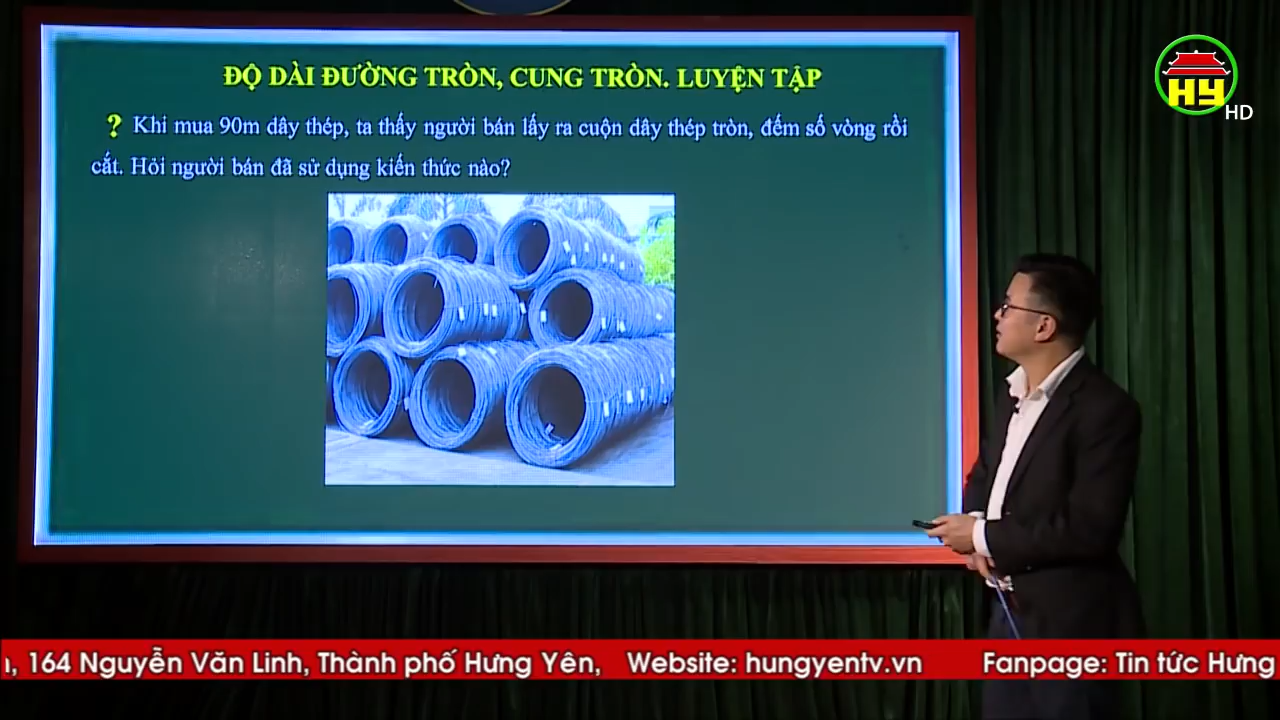 ĐỘ DÀI ĐƯỜNG TRÒN, CUNG TRÒN. LUYỆN TẬP
? Khi mua 90m dây thép, ta thấy người bán lấy ra cuộn dây thép tròn, đếm số vòng rồi
cắt. Hỏi người bán đã sử dụng kiến thức nào?
HY
HD
164 Nguyễn Văn Linh, Thành phố Hưng Yên, Website: hungyentv.vn Fanpage: Tin tức Hưng